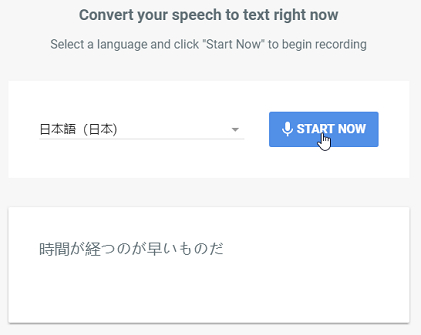 Convert your speech to text right now
Select a language and click "Start Now" to begin recording
日本語（日本）
START NOW
時間が経つのが早いものだ